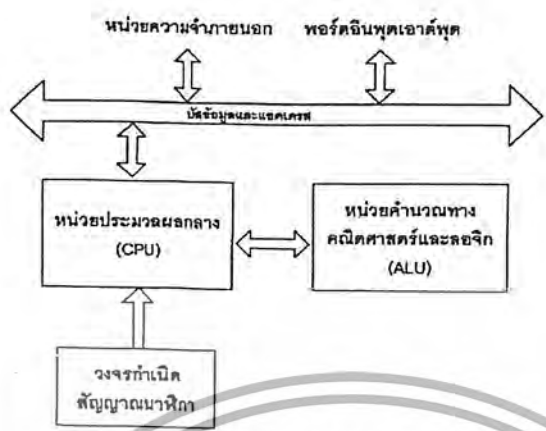 หน่วยความจำภายนอก พอร์ตอินพุตเอาต์พุต
บัสข้อมูลและแอดเดรส
หน่วยประมวลผลกลาง
(CPU)
หน่วยคำนวณทาง
คณิตศาสตร์และลอจิก
(ALU)
วงจรกำเนิด
สัญญาณนาฬิกา